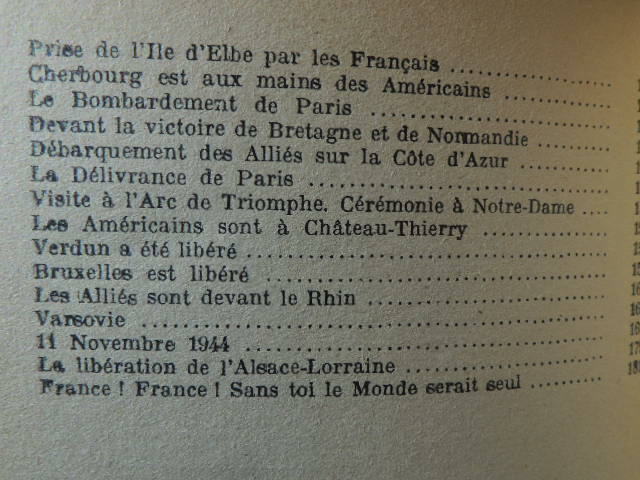 Prise de l'Ile d'Elbe par les Français ....................
Cherbourg est aux mains des Américains ................
Le Bombardement de Paris ..............................
Devant la victoire de Bretagne et de Normandie ............
Débarquement des Alliés sur la Côte d'Azur ..............
La Délivrance de Paris ..................................
Visite à l'Arc de Triomphe. Cérémonie à Notre-Dame ....
Les Américains sont à Château-Thierry ..................
Verdun a été libéré ......................................
Bruxelles est libéré ....................................
Les Alliés sont devant le Rhin ..........................
Varsovie ................................................
11 Novembre 1944 ......................................
La libération de l'Alsace-Lorraine ........................
France ! France ! Sans toi le Monde serait seul ..........